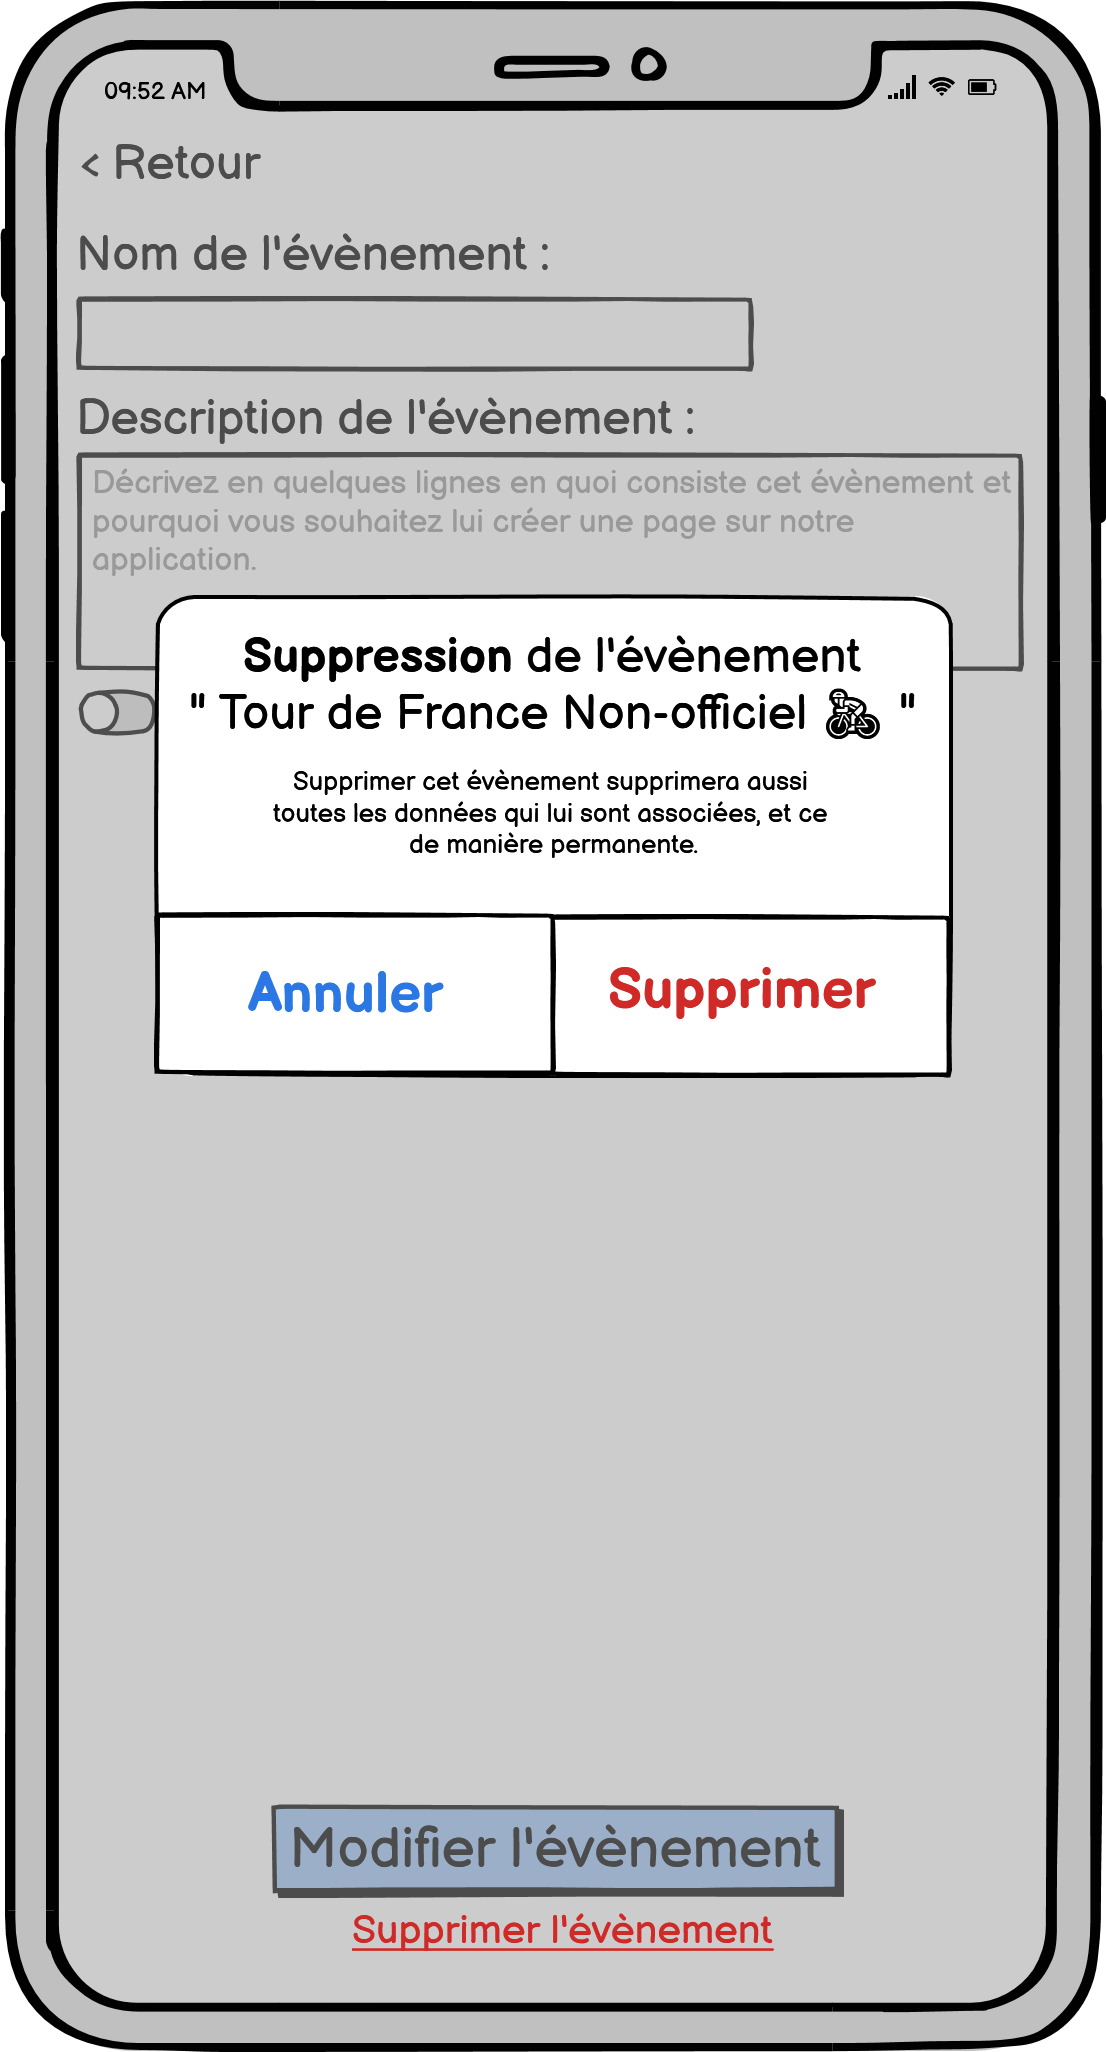 09:52 AM
< Retour
Nom de l'évènement :
Description de l'évènement :
Décrivez en quelques lignes en quoi consiste cet évènement et
pourquoi vous souhaitez lui créer une page sur notre
application.
Suppression de l'évènement
" Tour de France Non-officiel 🚴 "
Supprimer cet évènement supprimera aussi
toutes les données qui lui sont associées, et ce
de manière permanente.
Annuler
Supprimer
Modifier l'évènement
Supprimer l'évènement